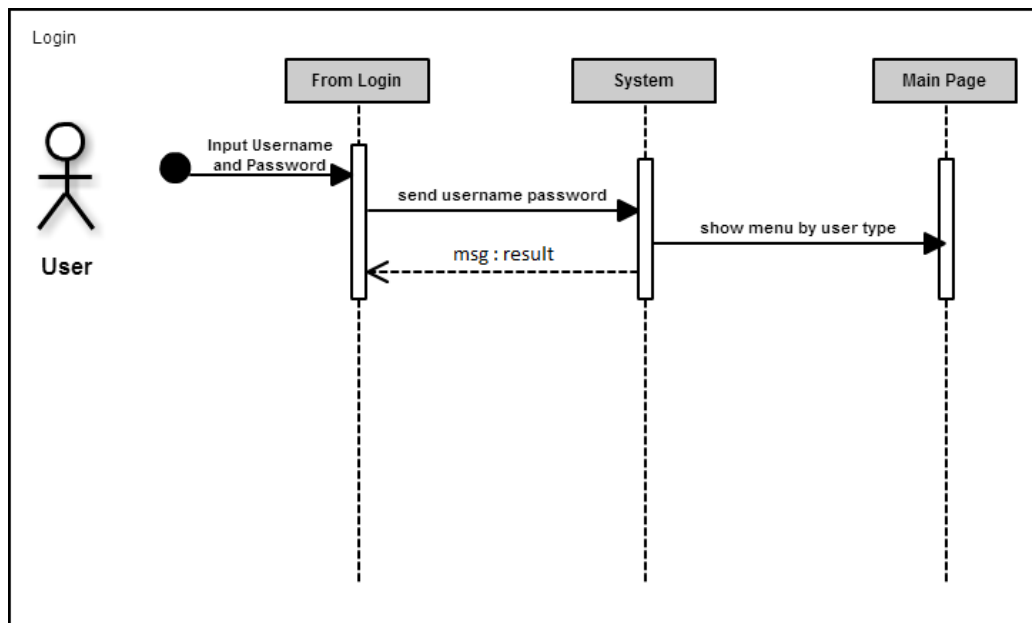 Login
From Login
System
Main Page
Input Username
and Password
send username password
show menu by user type
msg : result
User